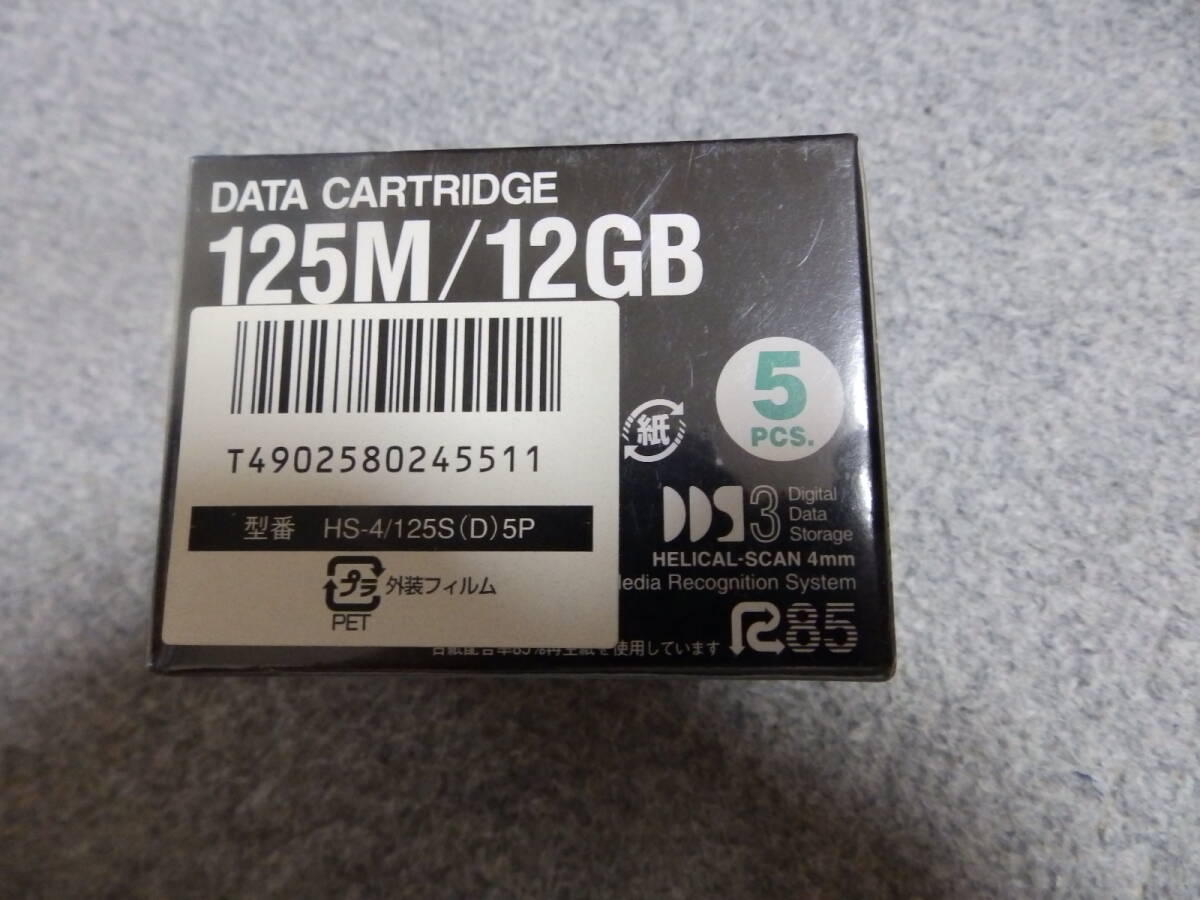 DATA CARTRIDGE
125M/12GB
5
PCS.
T4902580245511
紙
型番 HS-4/125S(D)5P
DDS3 Digital
Data
Storage
HELICAL-SCAN 4mm
Recognition System
プラ 外装フィルム
PET
R85
使用しています